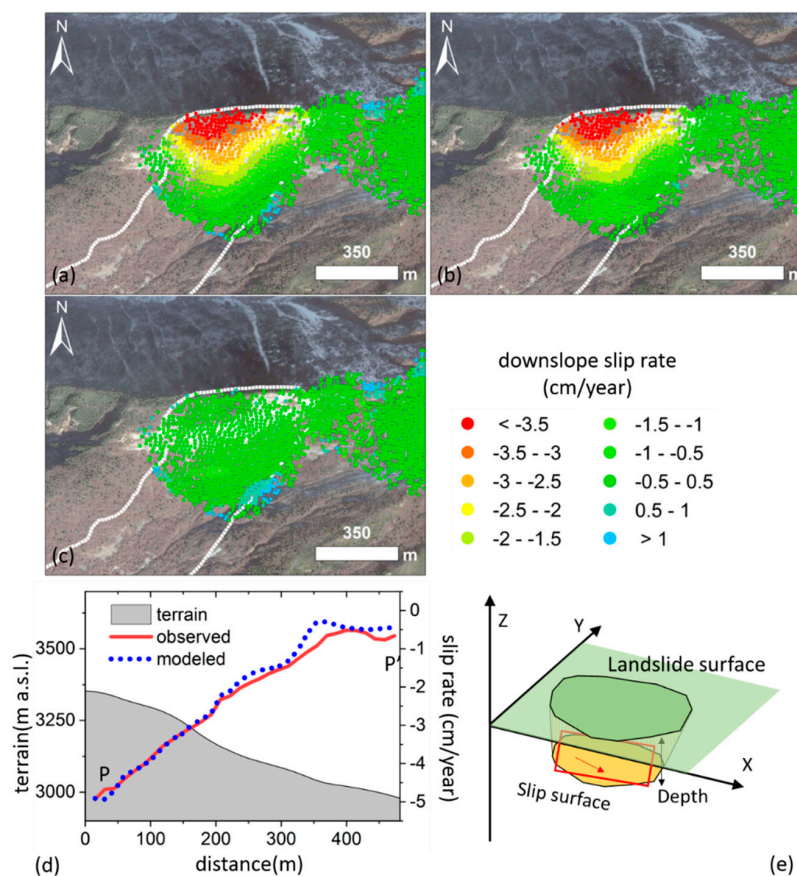 N
N
350
m
(a)
350
m
(b)
N
350
m
(c)
downslope slip rate
(cm/year)
< -3.5
-1.5 - -1
-3.5 - -3
-1 - -0.5
-3 - -2.5
-0.5 - 0.5
-2.5 - -2
0.5 - 1
-2 - -1.5
> 1
terrain
observed
modeled
3500
3250
3000
terrain(m a.s.l.)
0
-1
-2
-3
-4
-5
slip rate (cm/year)
P
P'
0
100
200
300
400
distance(m)
(d)
Z
Y
X
Landslide surface
Slip surface
Depth
(e)